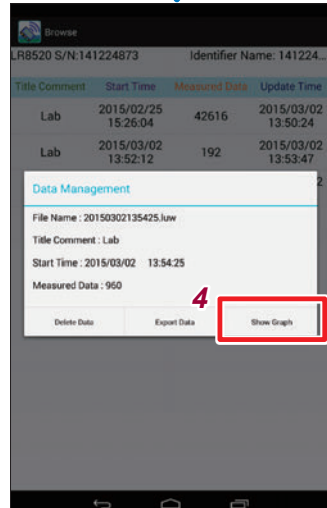 Browse
LR8520 S/N:141224873 Identifier Name: 141224...
Title Comment Start Time Measured Data Update Time
Lab 2015/02/25 15:26:04 42616 2015/03/02 13:50:24
Lab 2015/03/02 13:52:12 192 2015/03/02 13:53:47
2
Data Management
File Name : 20150302135425.luw
Title Comment : Lab
Start Time : 2015/03/02 13:54:25
Measured Data : 960
4
Delete Data Export Data Show Graph